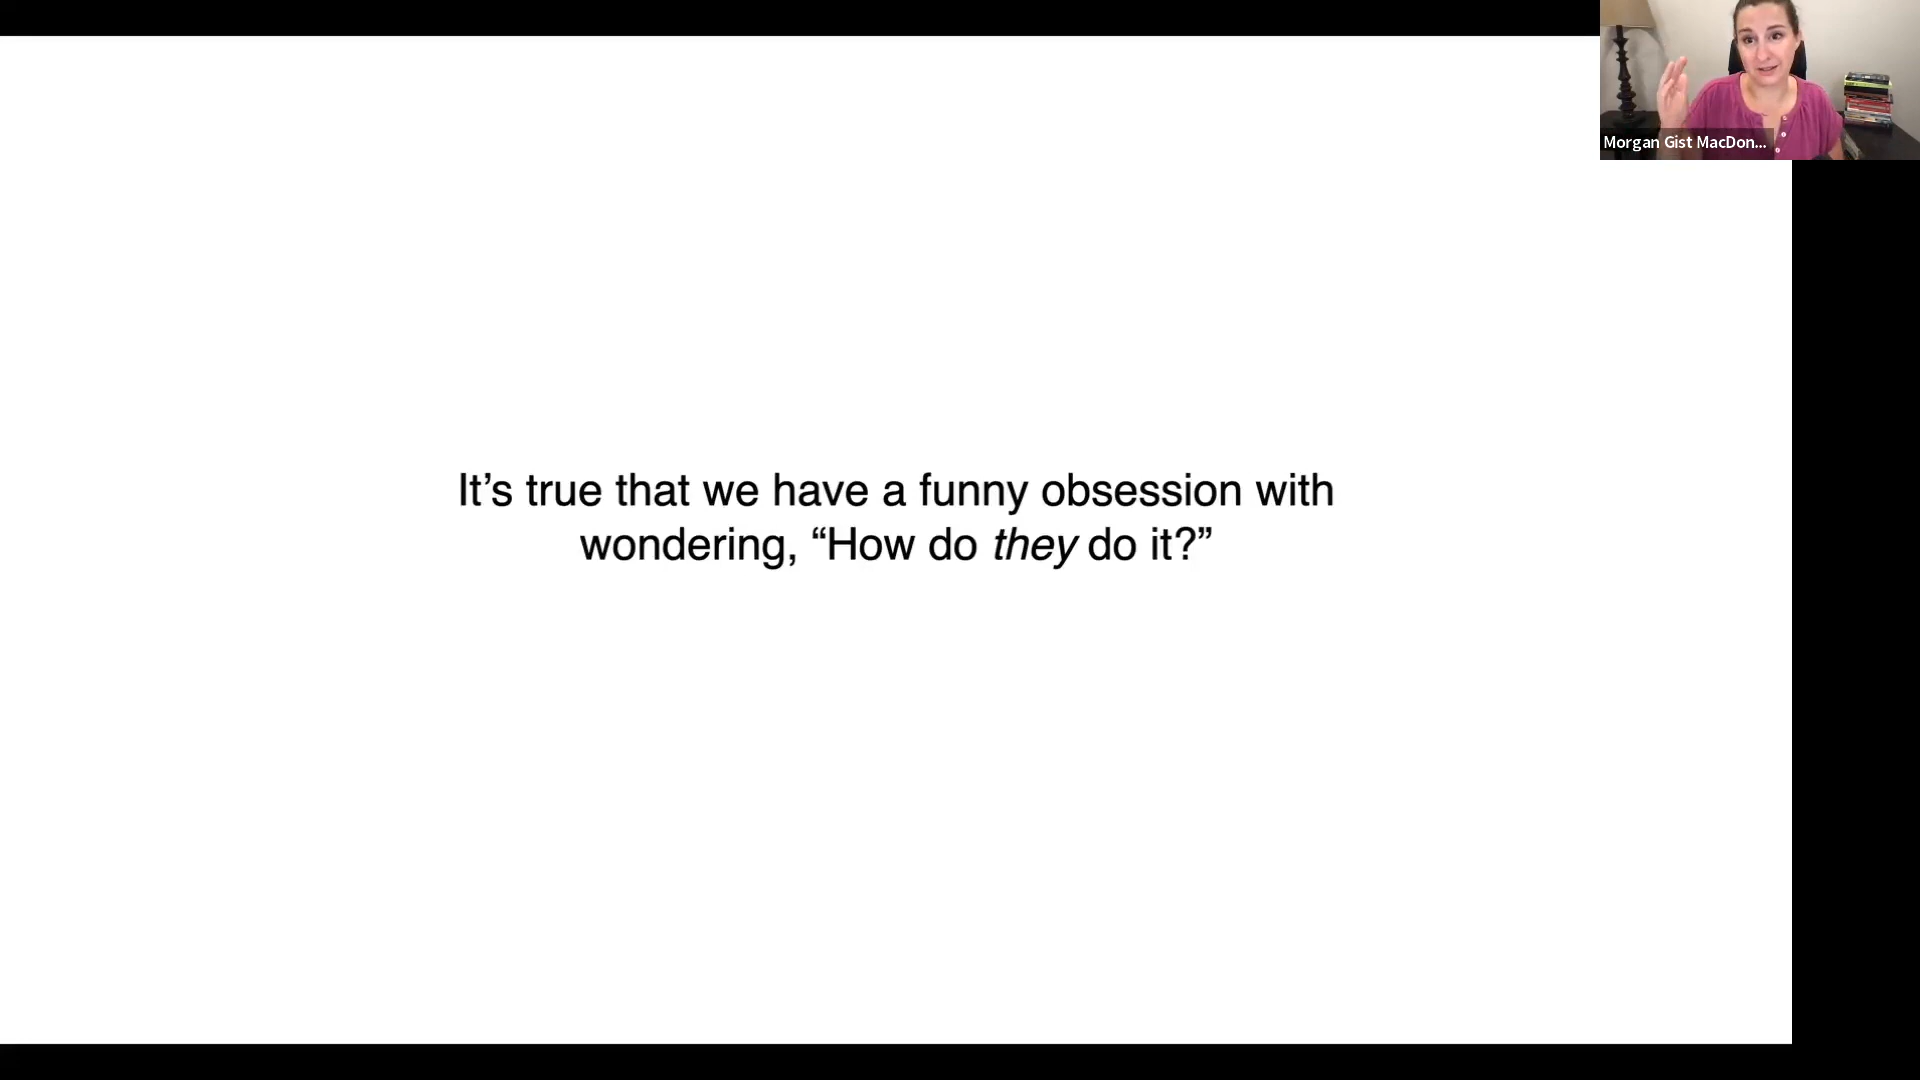 Morgan Gist MacDon...
It’s true that we have a funny obsession with
wondering, “How do they do it?”